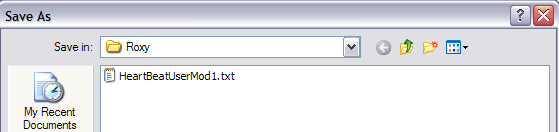 Save As
Save in: Roxy
HeartBeatUserMod1.txt
My Recent
Documents